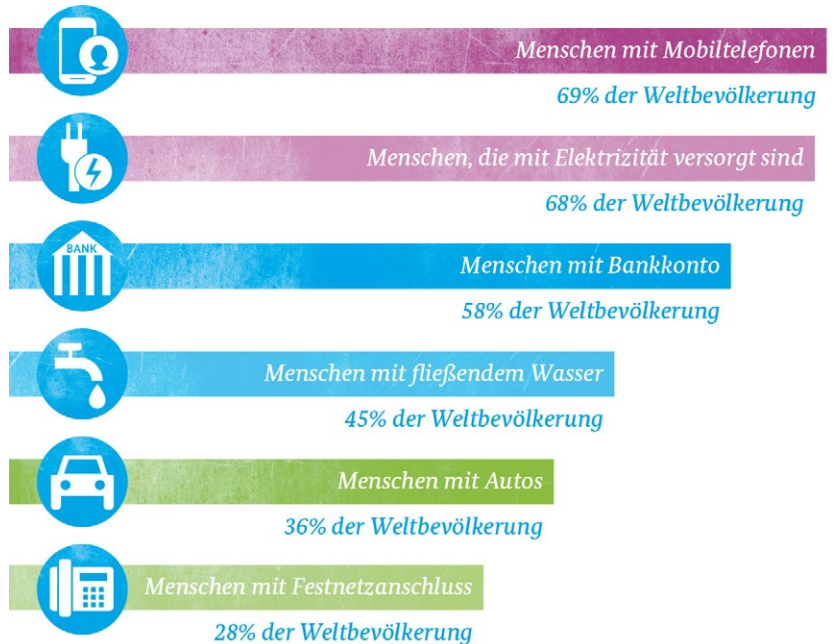 Menschen mit Mobiltelefonen
69% der Weltbevölkerung
Menschen, die mit Elektrizität versorgt sind
68% der Weltbevölkerung
BANK
Menschen mit Bankkonto
58% der Weltbevölkerung
Menschen mit fließendem Wasser
45% der Weltbevölkerung
Menschen mit Autos
36% der Weltbevölkerung
Menschen mit Festnetzanschluss
28% der Weltbevölkerung